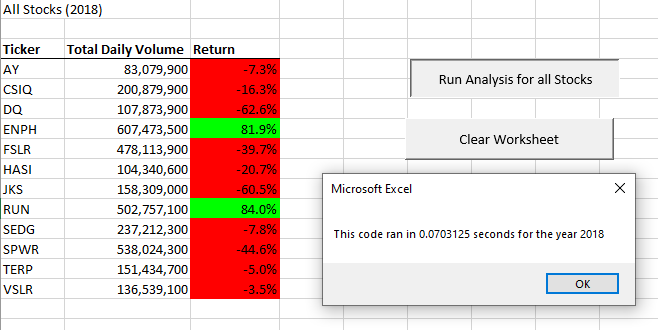 All Stocks (2018)
Ticker Total Daily Volume Return
AY 83,079,900 -7.3%
CSIQ 200,879,900 -16.3%
DQ 107,873,900 -62.6%
ENPH 607,473,500 81.9%
FSLR 478,113,900 -39.7%
HASI 104,340,600 -20.7%
JKS 158,309,000 -60.5%
RUN 502,757,100 84.0%
SEDG 237,212,300 -7.8%
SPWR 538,024,300 -44.6%
TERP 151,434,700 -5.0%
VSLR 136,539,100 -3.5%
Run Analysis for all Stocks
Clear Worksheet
Microsoft Excel
This code ran in 0.0703125 seconds for the year 2018
OK